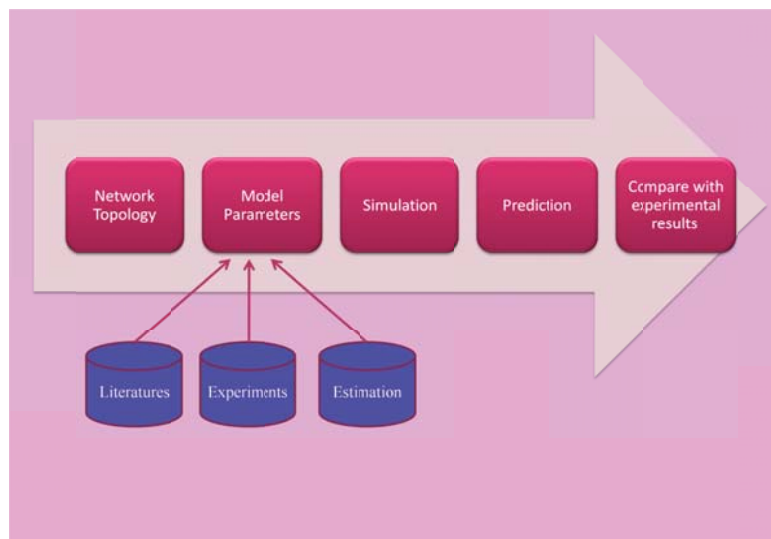 Network
Topology
Model
Parameters
Simulation
Prediction
Compare with
experimental
results
Literatures
Experiments
Estimation